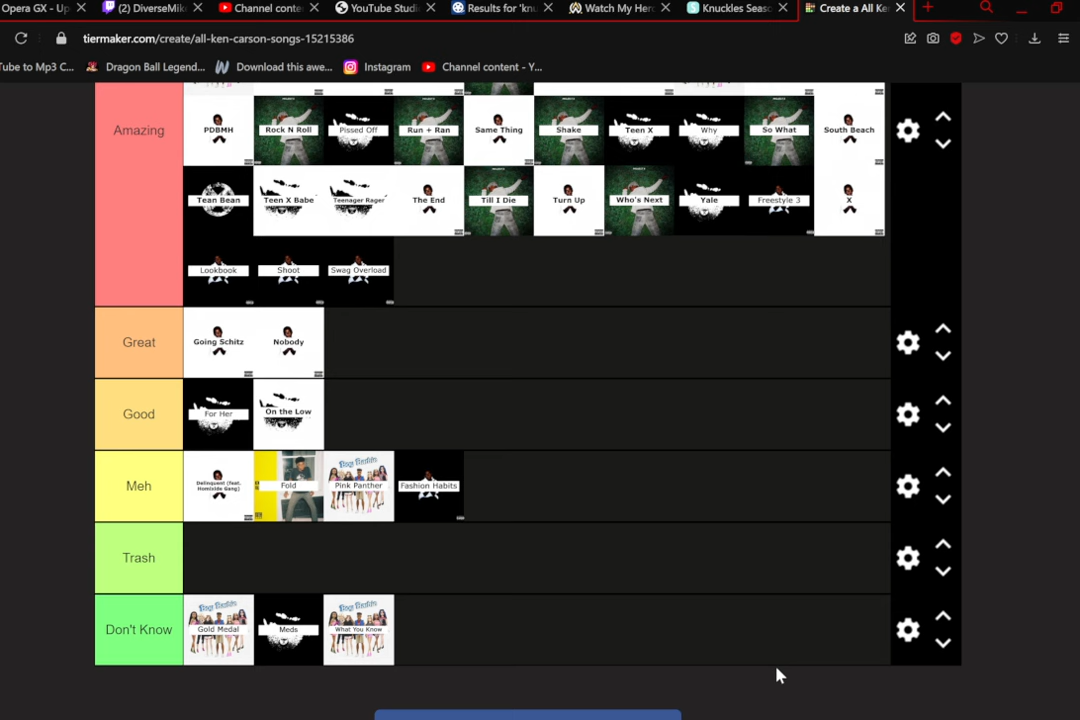 Opera GX - Up
(2) DiverseMik
Channel conte
YouTube Studi
Results for 'knu
Watch My Her
Knuckles Seaso
Create a All Ke
tiermaker.com/create/all-ken-carson-songs-15215386
Tube to Mp3 C...
Dragon Ball Legend...
Download this awe...
Instagram
Channel content - Y...
Amazing
PDBMH
Rock N Roll
Pissed Off
Run + Ran
Same Thing
Shake
Teen X
Why
So What
South Beach
Tean Bean
Teen X Babe
Teenager Rager
The End
Till I Die
Turn Up
Who's Next
Yale
Freestyle 3
X
Lookbook
Shoot
Swag Overload
Great
Going Schitz
Nobody
Good
For Her
On the Low
Meh
Delinquent (feat.
Homixide Gang)
Fold
Pink Panther
Fashion Habits
Trash
Don't Know
Gold Medal
Meds
What You Know